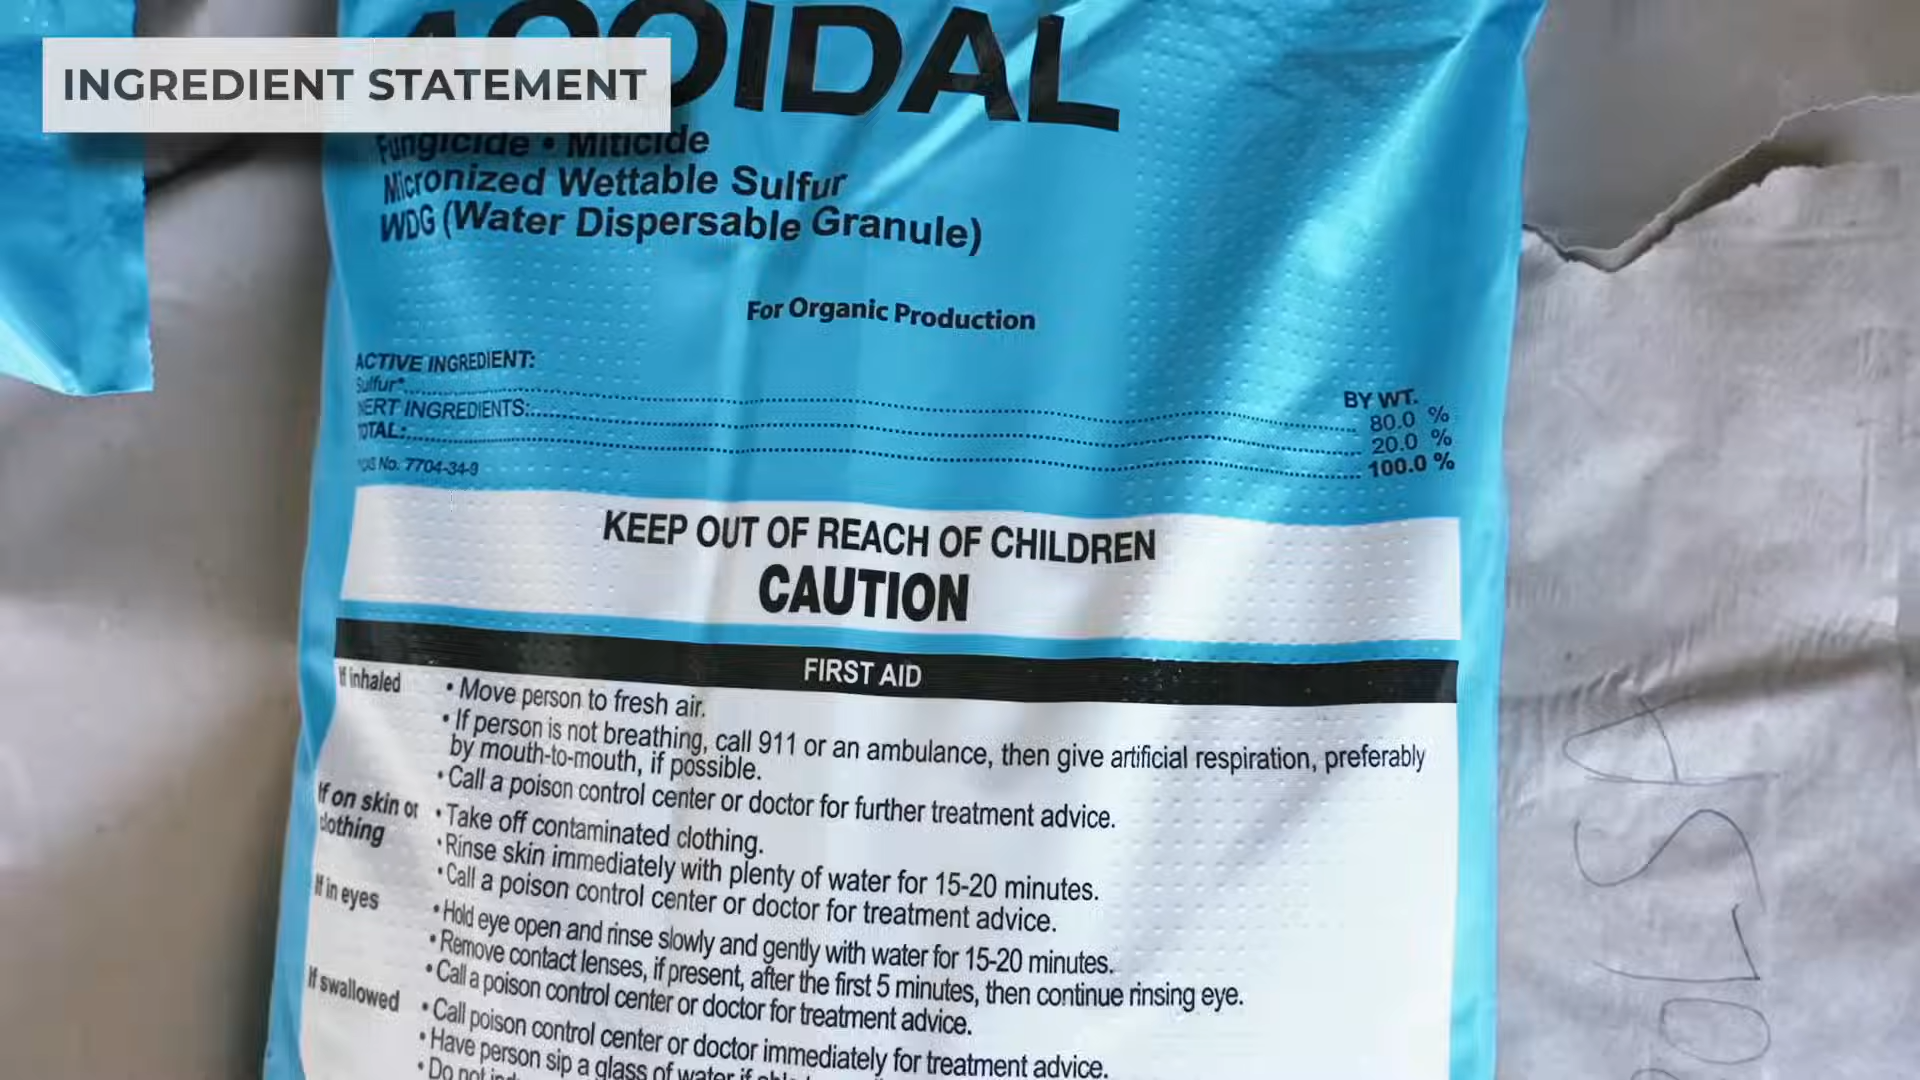 INGREDIENT STATEMENT
Fungicide • Miticide
Micronized Wettable Sulfur
WDG (Water Dispersable Granule)
For Organic Production
ACTIVE INGREDIENT:
BY WT.
Sulfur* 80.0 %
INERT INGREDIENTS: 20.0 %
TOTAL: 100.0 %
No. 7704-34-9
KEEP OUT OF REACH OF CHILDREN
CAUTION
FIRST AID
If inhaled
• Move person to fresh air.
• If person is not breathing, call 911 or an ambulance, then give artificial respiration, preferably
by mouth-to-mouth, if possible.
• Call a poison control center or doctor for further treatment advice.
If on skin or
clothing
• Take off contaminated clothing.
• Rinse skin immediately with plenty of water for 15-20 minutes.
• Call a poison control center or doctor for treatment advice.
If in eyes
• Hold eye open and rinse slowly and gently with water for 15-20 minutes.
• Remove contact lenses, if present, after the first 5 minutes, then continue rinsing eye.
• Call a poison control center or doctor for treatment advice.
If swallowed
• Call poison control center or doctor immediately for treatment advice.
• Have person sip a glass of water if
• Do not